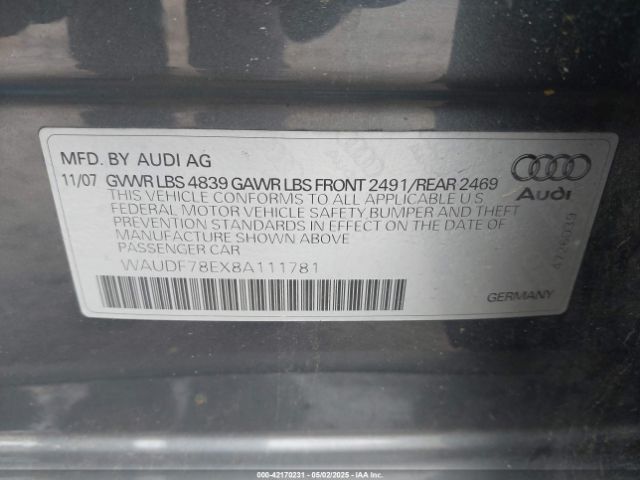 MFD. BY AUDI AG
11/07 GVWR LBS 4839 GAWR LBS FRONT 2491/REAR 2469
THIS VEHICLE CONFORMS TO ALL APPLICABLE U S
FEDERAL MOTOR VEHICLE SAFETY BUMPER AND THEFT
PREVENTION STANDARDS IN EFFECT ON THE DATE OF
MANUFACTURE SHOWN ABOVE
PASSENGER CAR
WAUDF78EX8A111781
Audi
GERMANY
000-42170231 - 05/02/2025 - IAAI.COM